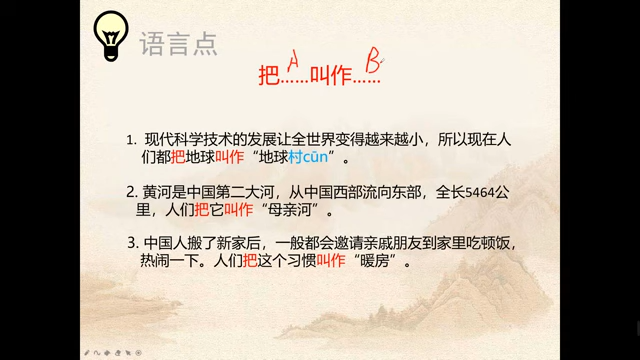 语言点
A B
把……叫作……
1. 现代科学技术的发展让全世界变得越来越小，所以现在人
们都把地球叫作“地球村cūn”。
2. 黄河是中国第二大河，从中国西部流向东部，全长5464公
里，人们把它叫作“母亲河”。
3. 中国人搬了新家后，一般都会邀请亲戚朋友到家里吃顿饭，
热闹一下。人们把这个习惯叫作“暖房”。